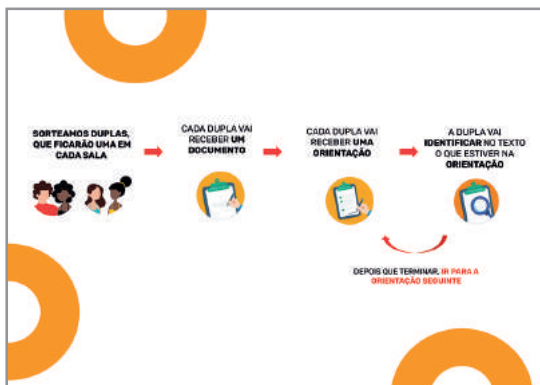 SORTEAMOS DUPLAS,
QUE FICARÃO UMA EM
CADA SALA
CADA DUPLA VAI
RECEBER UM
DOCUMENTO
CADA DUPLA VAI
RECEBER UMA
ORIENTAÇÃO
A DUPLA VAI
IDENTIFICAR NO TEXTO
O QUE ESTIVER NA
ORIENTAÇÃO
DEPOIS QUE TERMINAR, IR PARA A
ORIENTAÇÃO SEGUINTE